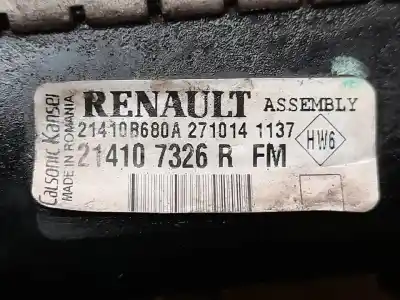 RENAULT ASSEMBLY
21410B680A 271014 1137
21410 7326 R FM
HW6
Calsonic Kansei
MADE IN ROMANIA